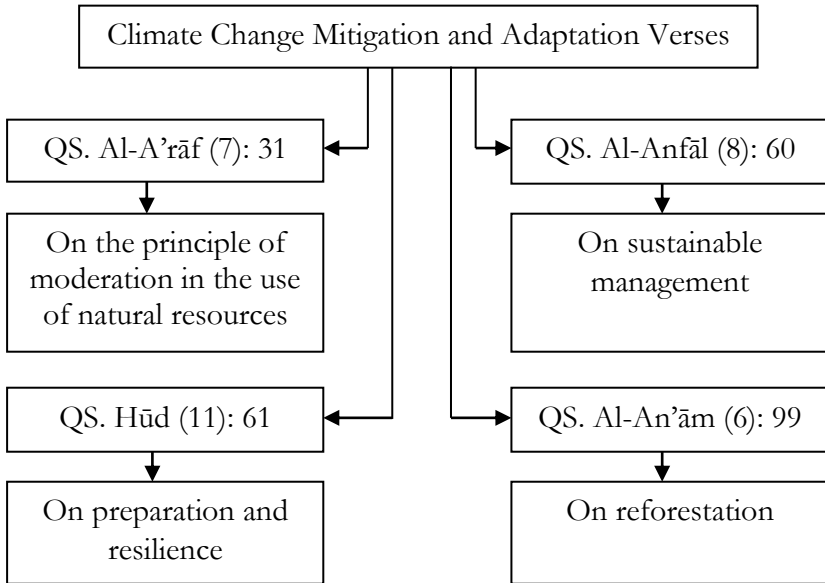 Climate Change Mitigation and Adaptation Verses
QS. Al-A’rāf (7): 31
On the principle of
moderation in the use
of natural resources
QS. Al-Anfāl (8): 60
On sustainable
management
QS. Hūd (11): 61
On preparation and
resilience
QS. Al-An’ām (6): 99
On reforestation